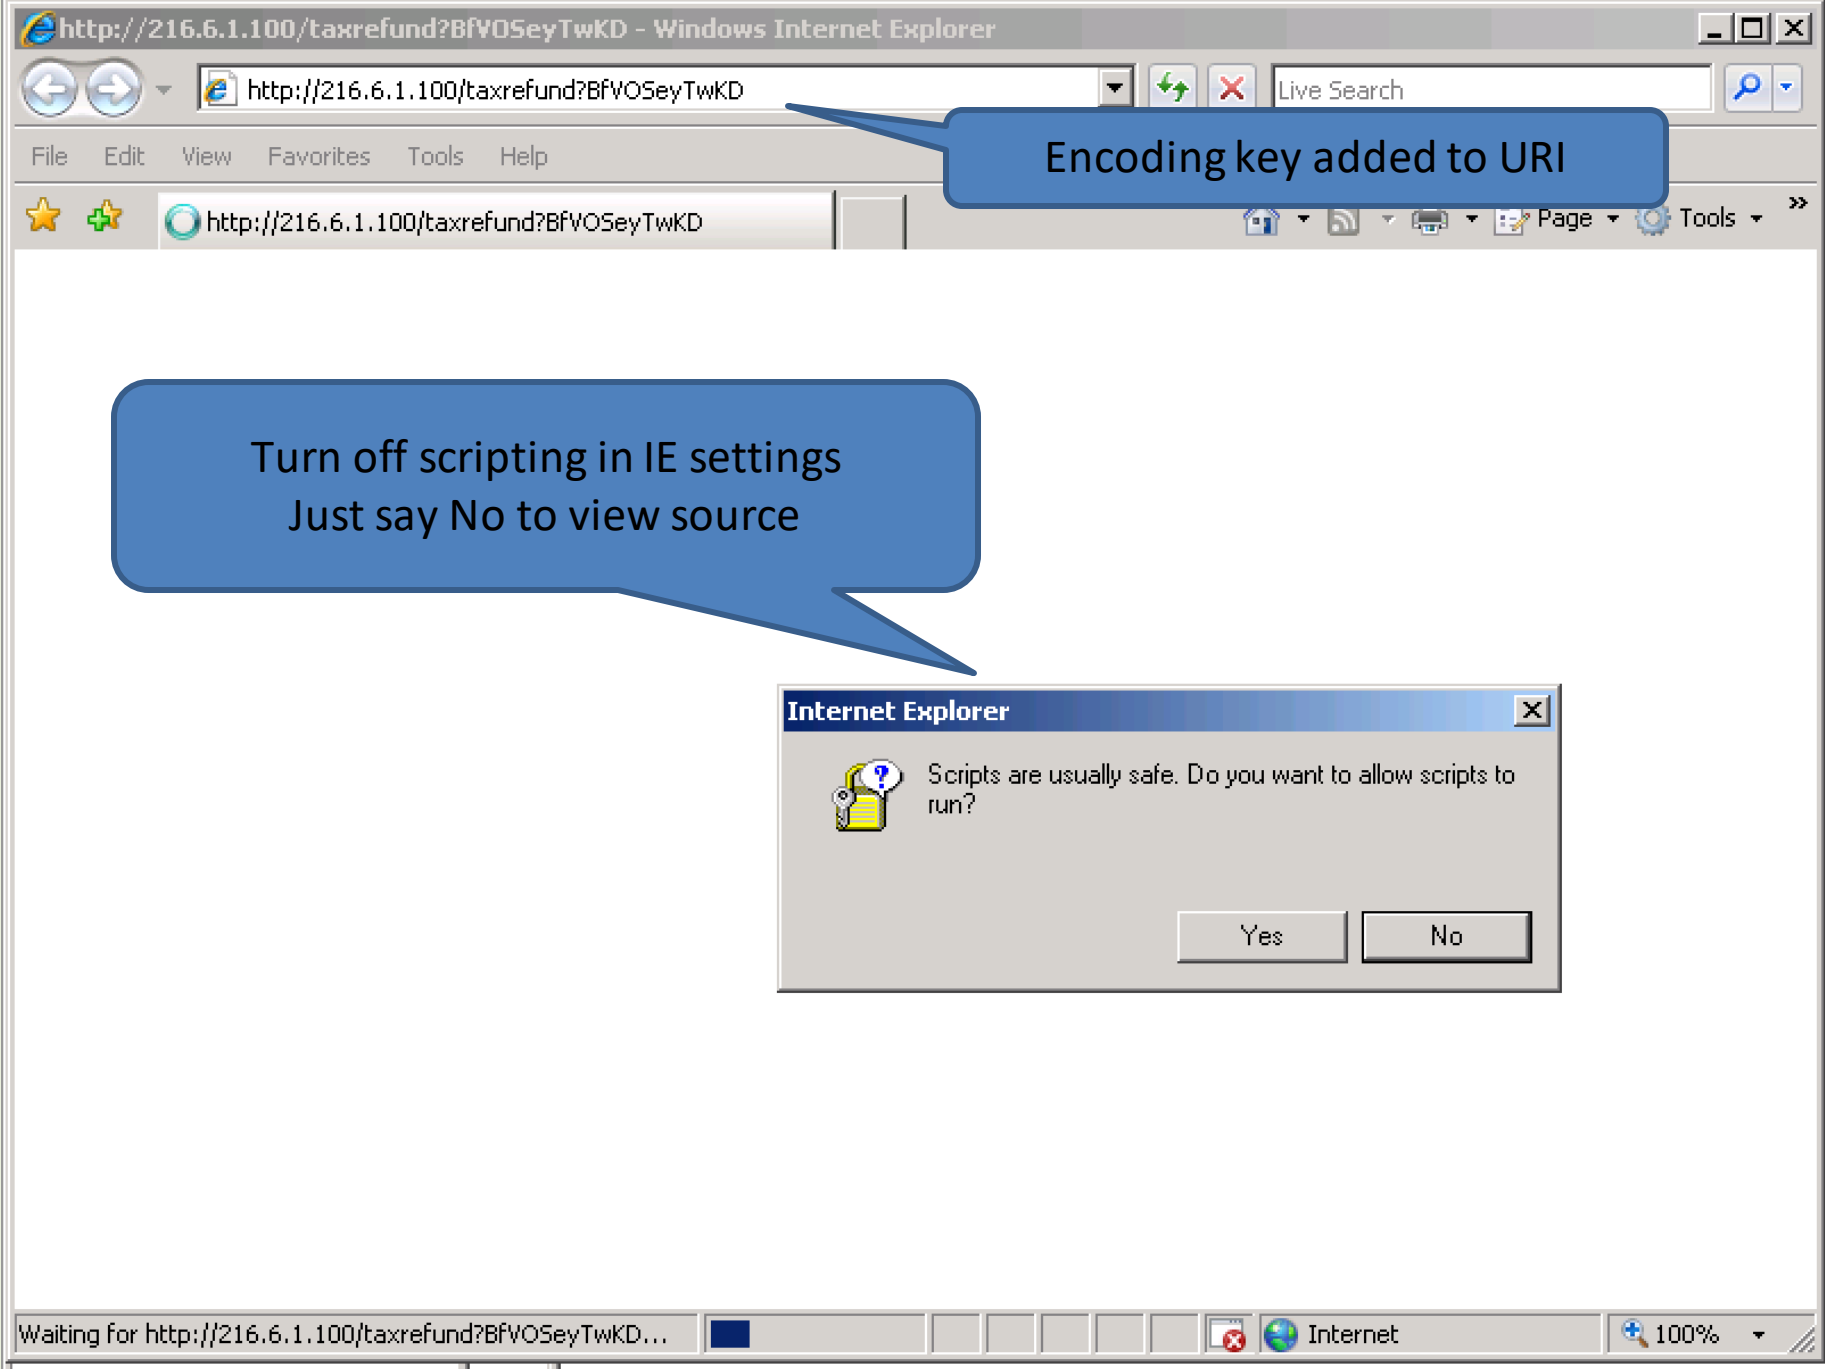 http://216.6.1.100/taxrefund?BfVOSeyTwKD - Windows Internet Explorer
http://216.6.1.100/taxrefund?BfVOSeyTwKD
Live Search
Encoding key added to URI
File Edit View Favorites Tools Help
http://216.6.1.100/taxrefund?BfVOSeyTwKD
Page Tools »
Turn off scripting in IE settings
Just say No to view source
Internet Explorer
Scripts are usually safe. Do you want to allow scripts to
run?
Yes No
Waiting for http://216.6.1.100/taxrefund?BfVOSeyTwKD...
Internet
100%